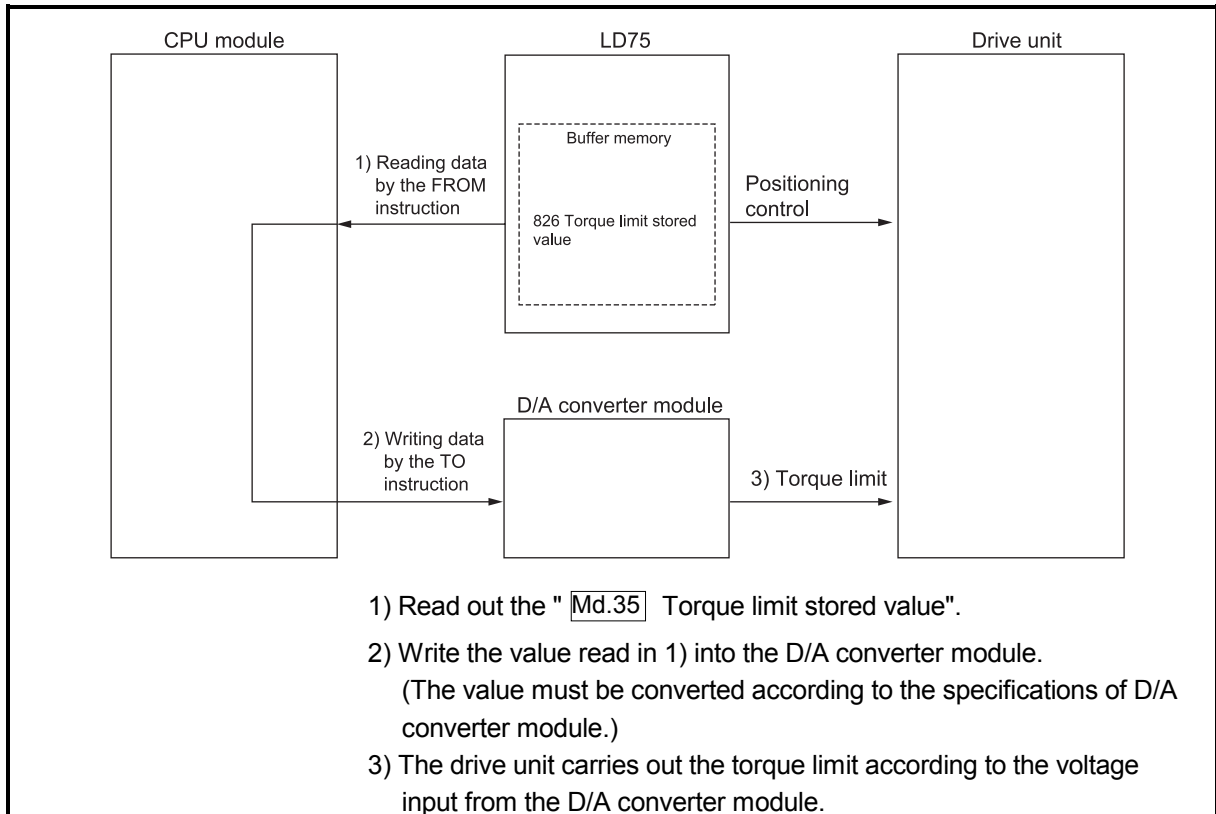 CPU module
LD75
Drive unit
Buffer memory
1) Reading data
by the FROM
instruction
826 Torque limit stored
value
Positioning
control
D/A converter module
2) Writing data
by the TO
instruction
3) Torque limit
1) Read out the " Md.35 Torque limit stored value".
2) Write the value read in 1) into the D/A converter module.
(The value must be converted according to the specifications of D/A
converter module.)
3) The drive unit carries out the torque limit according to the voltage
input from the D/A converter module.